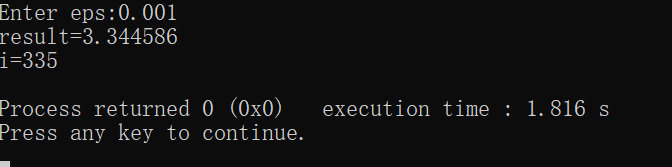 Enter eps:0.001
result=3.344586
i=335
Process returned 0 (0x0)   execution time : 1.816 s
Press any key to continue.